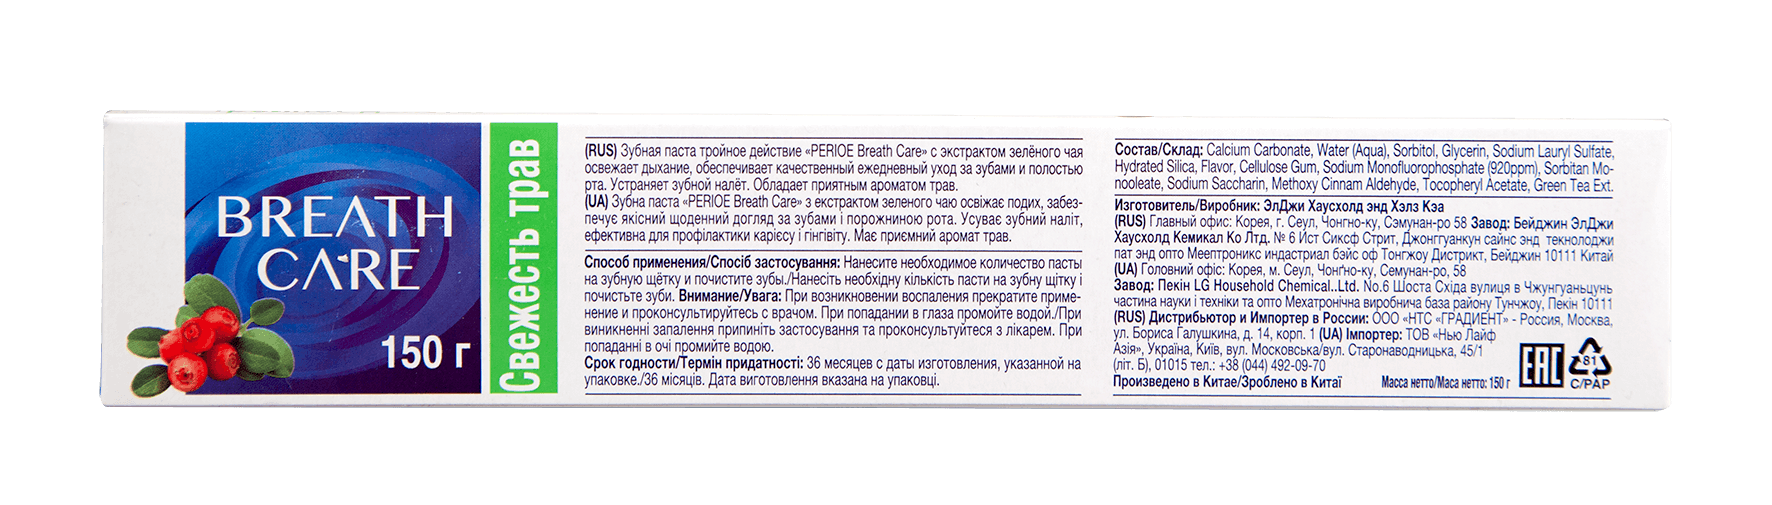 BREATH
CARE
150 г
Свежесть трав
(RUS) Зубная паста тройное действие «PERIOE Breath Care» с экстрактом зелёного чая
освежает дыхание, обеспечивает качественный ежедневный уход за зубами и полостью
рта. Устраняет зубной налёт. Обладает приятным ароматом трав.
(UA) Зубна паста «PERIOE Breath Care» з екстрактом зеленого чаю освіжає подих, забез-
печує якісний щоденний догляд за зубами і порожниною рота. Усуває зубний наліт,
ефективна для профілактики карієсу і гінгівіту. Має приємний аромат трав.
Способ применения/Спосіб застосування: Нанесите необходимое количество пасты
на зубную щётку и почистите зубы./Нанесіть необхідну кількість пасти на зубну щітку і
почистьте зуби. Внимание/Увага: При возникновении воспаления прекратите приме-
нение и проконсультируйтесь с врачом. При попадании в глаза промойте водой./При
виникненні запалення припиніть застосування та проконсультуйтеся з лікарем. При
попаданні в очі промийте водою.
Срок годности/Термін придатності: 36 месяцев с даты изготовления, указанной на
упаковке./36 місяців. Дата виготовлення вказана на упаковці.
Состав/Склад: Calcium Carbonate, Water (Aqua), Sorbitol, Glycerin, Sodium Lauryl Sulfate,
Hydrated Silica, Flavor, Cellulose Gum, Sodium Monofluorophosphate (920ppm), Sorbitan Mo-
nooleate, Sodium Saccharin, Methoxy Cinnam Aldehyde, Tocopheryl Acetate, Green Tea Ext.
Изготовитель/Виробник: ЭлДжи Хаусхолд энд Хэлз Кэа
(RUS) Главный офис: Корея, г. Сеул, Чонгно-ку, Сэмунан-ро 58 Завод: Бейджин ЭлДжи
Хаусхолд Кемикал Ко Лтд. № 6 Ист Сиксф Стрит, Джонггуанкун сайнс энд текнолоджи
пат энд опто Меептроникс индастриал бэйс оф Тонгжоу Дистрикт, Бейджин 10111 Китай
(UA) Головний офіс: Корея, м. Сеул, Чонґно-ку, Семунан-ро, 58
Завод: Пекін LG Household Chemical..Ltd. No.6 Шоста Східа вулиця в Чжунгуаньцунь
частина науки і техніки та опто Мехатронічна виробнича база району Тунчжоу, Пекін 10111
(RUS) Дистрибьютор и Импортер в России: ООО «НТС «ГРАДИЕНТ» - Россия, Москва,
ул. Бориса Галушкина, д. 14, корп. 1 (UA) Імпортер: ТОВ «Нью Лайф
Азія», Україна, Київ, вул. Московська/вул. Старонаводницька, 45/1
(літ. Б), 01015 тел.: +38 (044) 492-09-70
Произведено в Китае/Зроблено в Китаї
Масса нетто/Маса нетто: 150 г
EAC
81
C/PAP